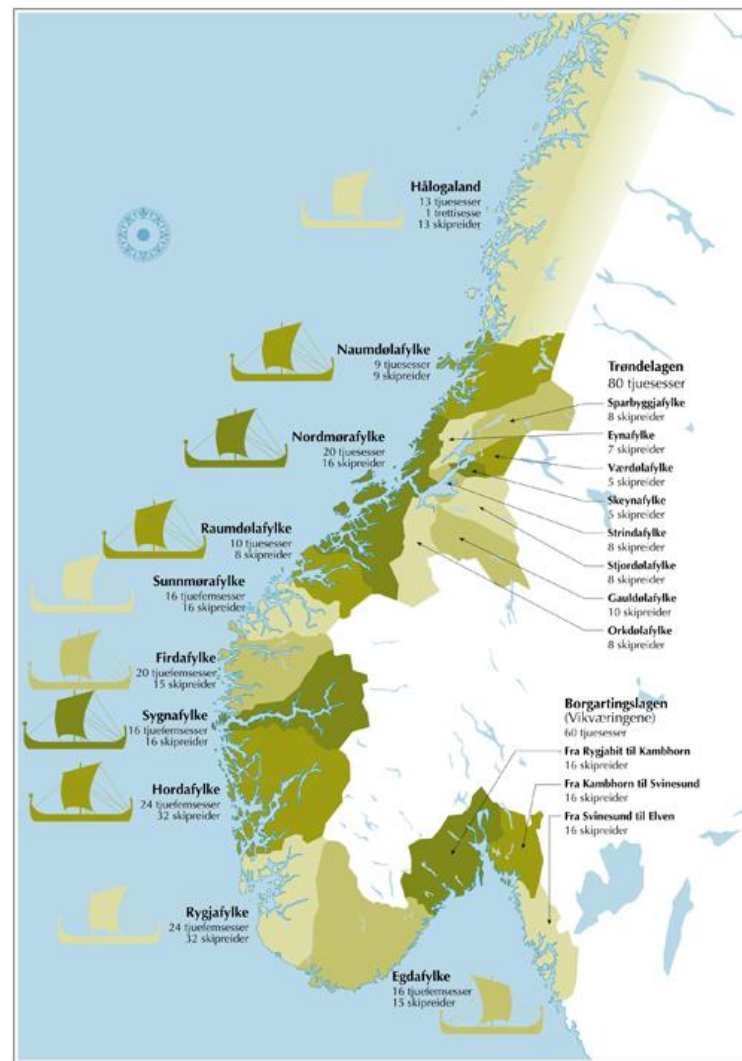 Hålogaland
13 tjuesesser
1 trettisesse
13 skipreider
Naumdølafylke
9 tjuesesser
9 skipreider
Nordmørafylke
20 tjuesesser
16 skipreider
Raumdølafylke
10 tjuesesser
8 skipreider
Sunnmørafylke
16 tjuefemsesser
16 skipreider
Firdafylke
20 tjuefemsesser
15 skipreider
Sygnafylke
16 tjuefemsesser
16 skipreider
Hordafylke
24 tjuefemsesser
32 skipreider
Rygjafylke
24 tjuefemsesser
32 skipreider
Egdafylke
16 tjuefemsesser
15 skipreider
Trøndelagen
80 tjuesesser
Sparbyggjafylke
8 skipreider
Eynafylke
7 skipreider
Værdølafylke
5 skipreider
Skeynafylke
5 skipreider
Strindafylke
8 skipreider
Stjordølafylke
8 skipreider
Gauldølafylke
10 skipreider
Orkdølafylke
8 skipreider
Borgartingslagen
(Vikværingene)
60 tjuesesser
Fra Rygjabit til Kambhorn
16 skipreider
Fra Kambhorn til Svinesund
16 skipreider
Fra Svinesund til Elven
16 skipreider